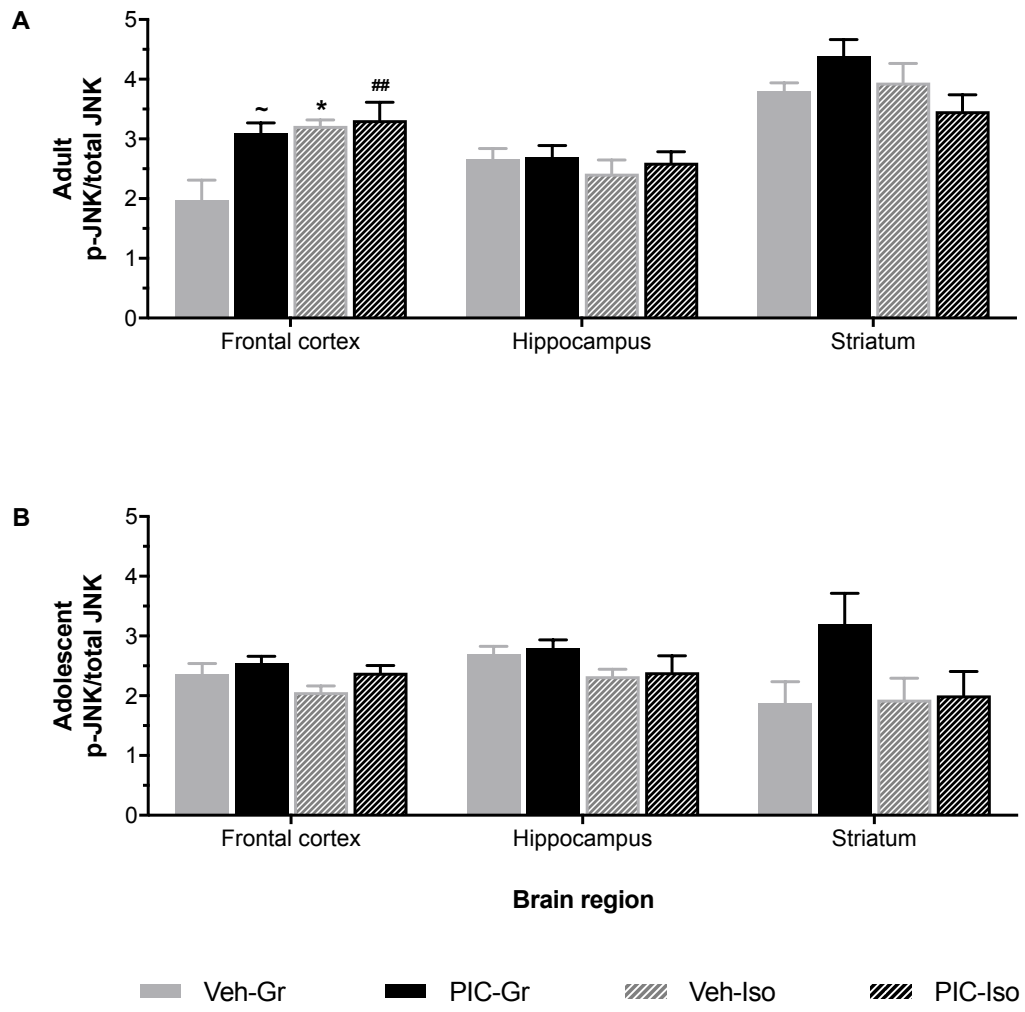 A
Adult
p-JNK/total JNK
5
4
3
2
1
0
~
*
##
Frontal cortex
Hippocampus
Striatum
B
Adolescent
p-JNK/total JNK
5
4
3
2
1
0
Frontal cortex
Hippocampus
Striatum
Brain region
Veh-Gr
PIC-Gr
Veh-Iso
PIC-Iso